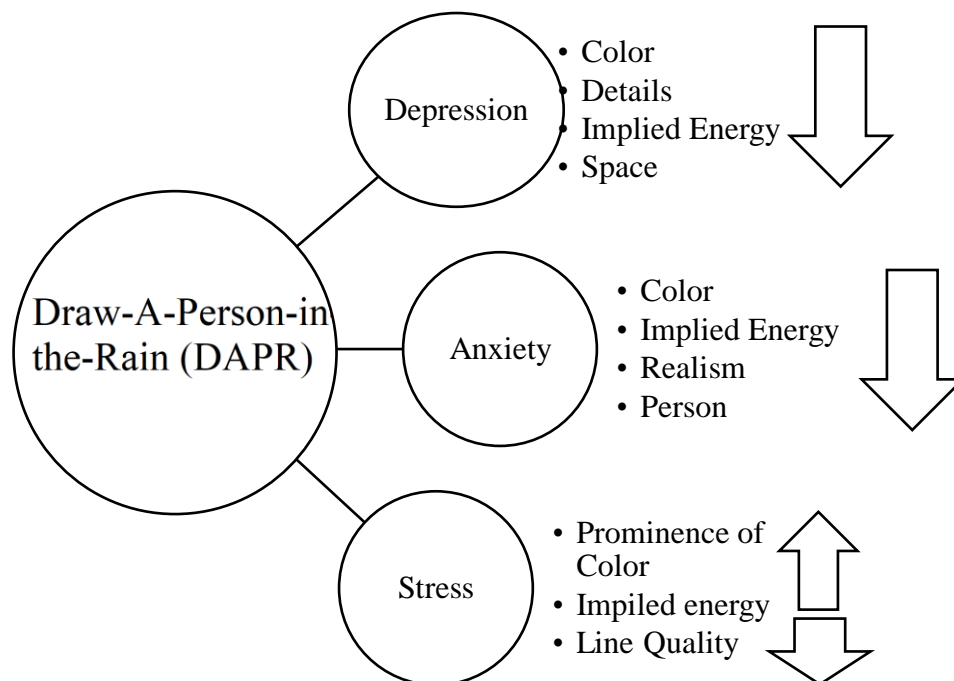 • Color
• Details
Depression
• Implied Energy
• Space
Draw-A-Person-in
the-Rain (DAPR)
Anxiety
• Color
• Implied Energy
• Realism
• Person
Stress
• Prominence of
Color
• Impiled energy
• Line Quality